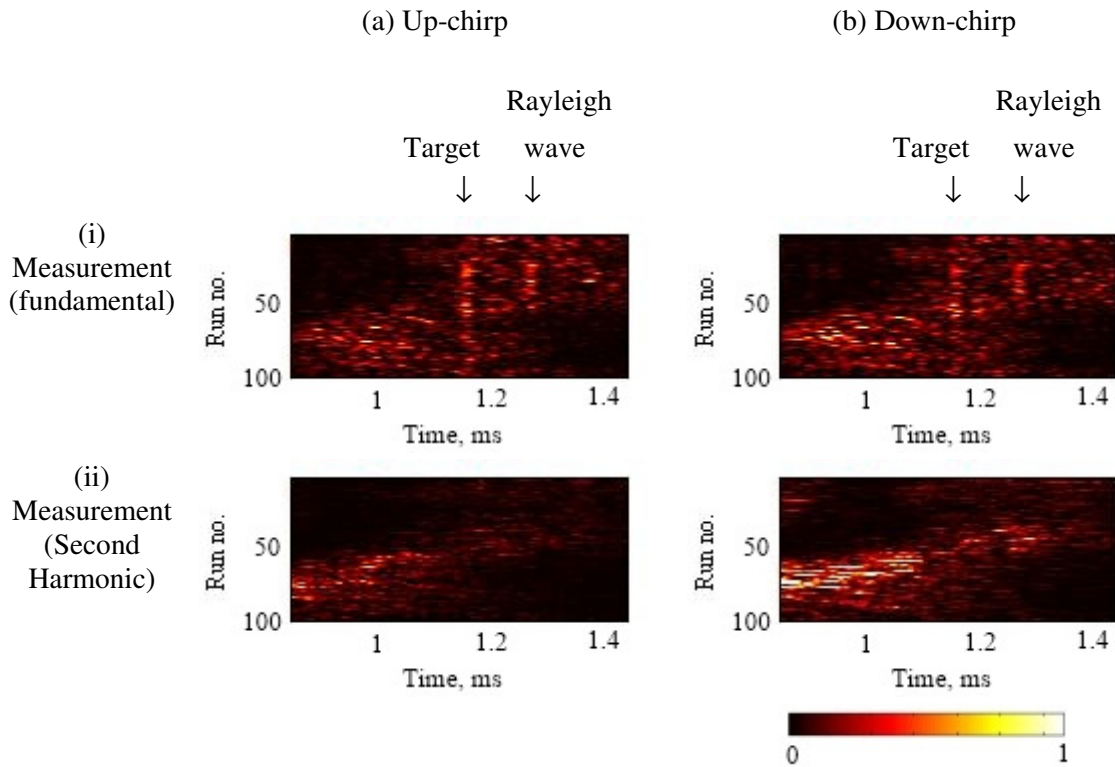 (a) Up-chirp
(b) Down-chirp
Rayleigh
Target wave
↓ ↓
Rayleigh
Target wave
↓ ↓
(i)
Measurement
(fundamental)
Run no.
50
100
1 1.2 1.4
Time, ms
Run no.
50
100
1 1.2 1.4
Time, ms
(ii)
Measurement
(Second
Harmonic)
Run no.
50
100
1 1.2 1.4
Time, ms
Run no.
50
100
1 1.2 1.4
Time, ms
0 1